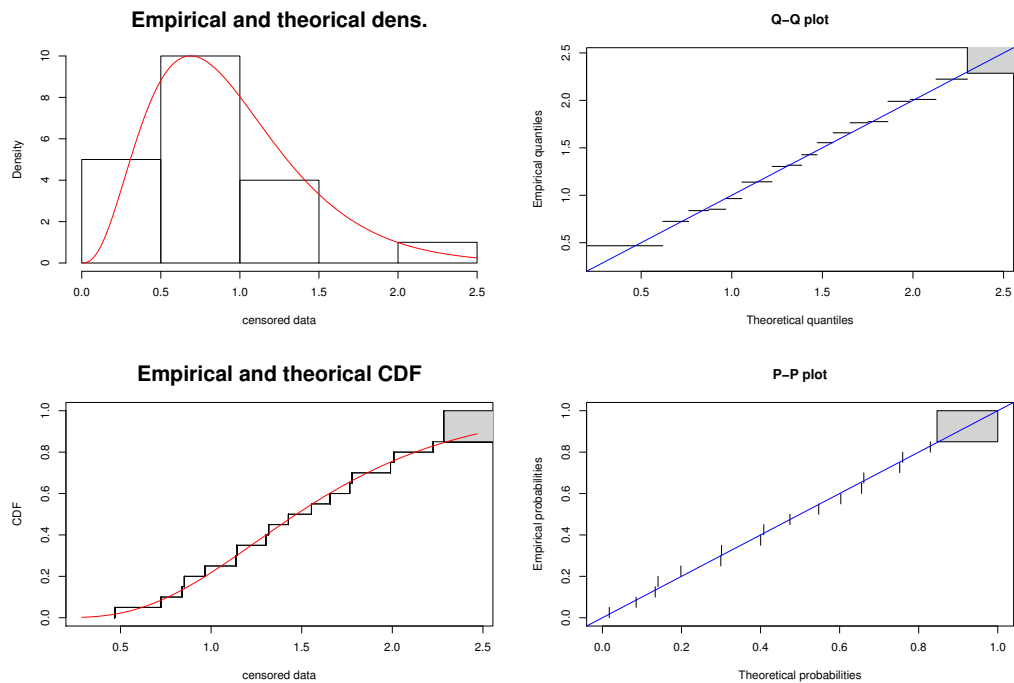 Empirical and theorical dens.
Density
0 2 4 6 8 10
0.0 0.5 1.0 1.5 2.0 2.5
censored data
Q−Q plot
Empirical quantiles
0.5 1.0 1.5 2.0 2.5
0.5 1.0 1.5 2.0 2.5
Theoretical quantiles
Empirical and theorical CDF
CDF
0.0 0.2 0.4 0.6 0.8 1.0
0.5 1.0 1.5 2.0 2.5
censored data
P−P plot
Empirical probabilities
0.0 0.2 0.4 0.6 0.8 1.0
0.0 0.2 0.4 0.6 0.8 1.0
Theoretical probabilities